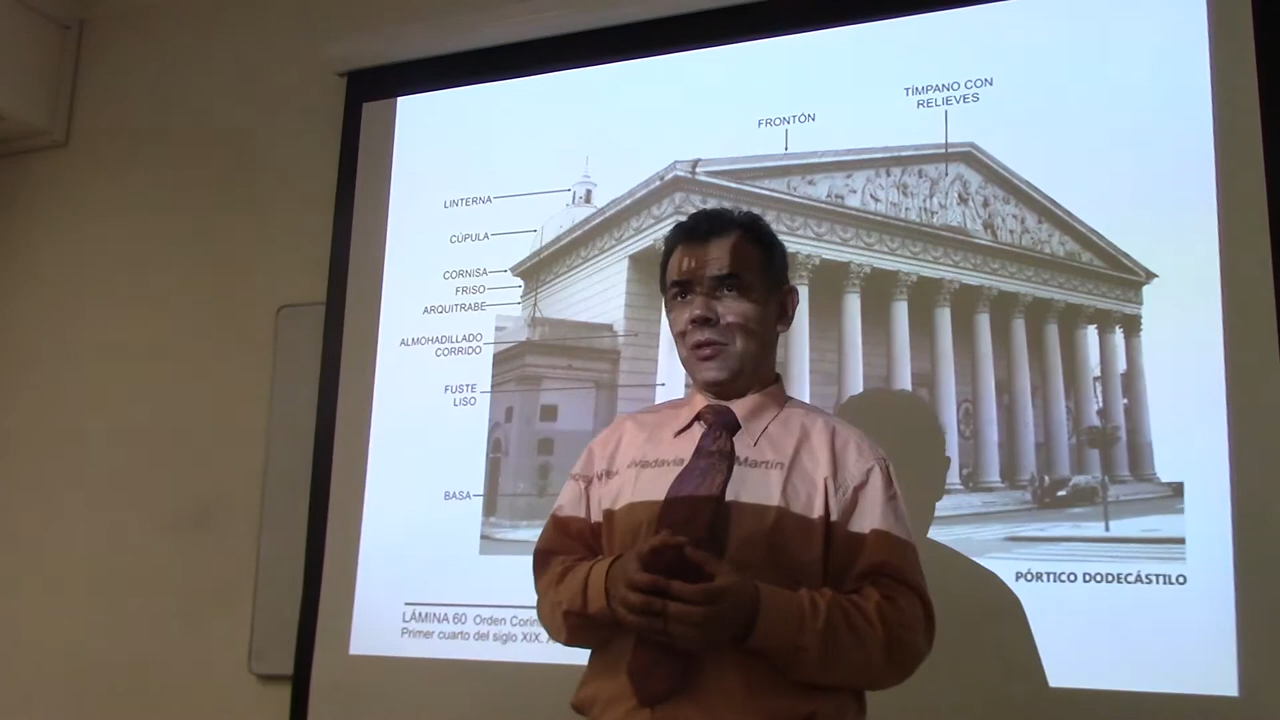 TÍMPANO CON
RELIEVES
FRONTÓN
LINTERNA
CÚPULA
CORNISA
FRISO
ARQUITRABE
ALMOHADILLADO
CORRIDO
FUSTE
LISO
BASA
PÓRTICO DODECÁSTILO
LÁMINA 60 Orden Corin
Primer cuarto del siglo XIX.
Martín